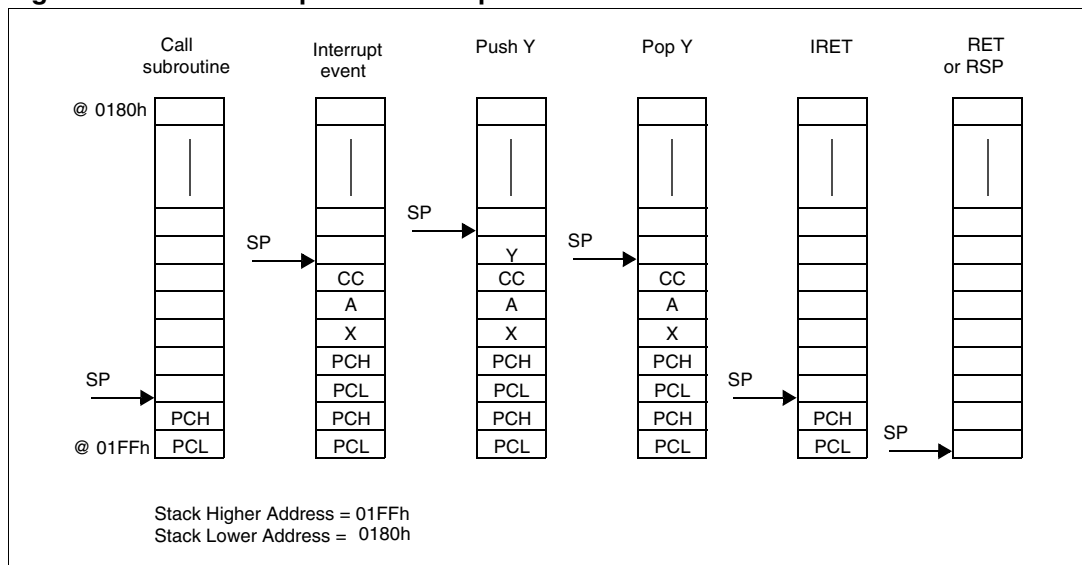 Call
subroutine
Interrupt
event
Push Y
Pop Y
IRET
RET
or RSP
@ 0180h
SP
SP
SP
Y
CC
CC
CC
A
A
A
X
X
X
PCH
PCH
PCH
SP
PCL
PCL
PCL
SP
PCH
PCH
PCH
PCH
PCH
SP
@ 01FFh
PCL
PCL
PCL
PCL
PCL
Stack Higher Address = 01FFh
Stack Lower Address = 0180h